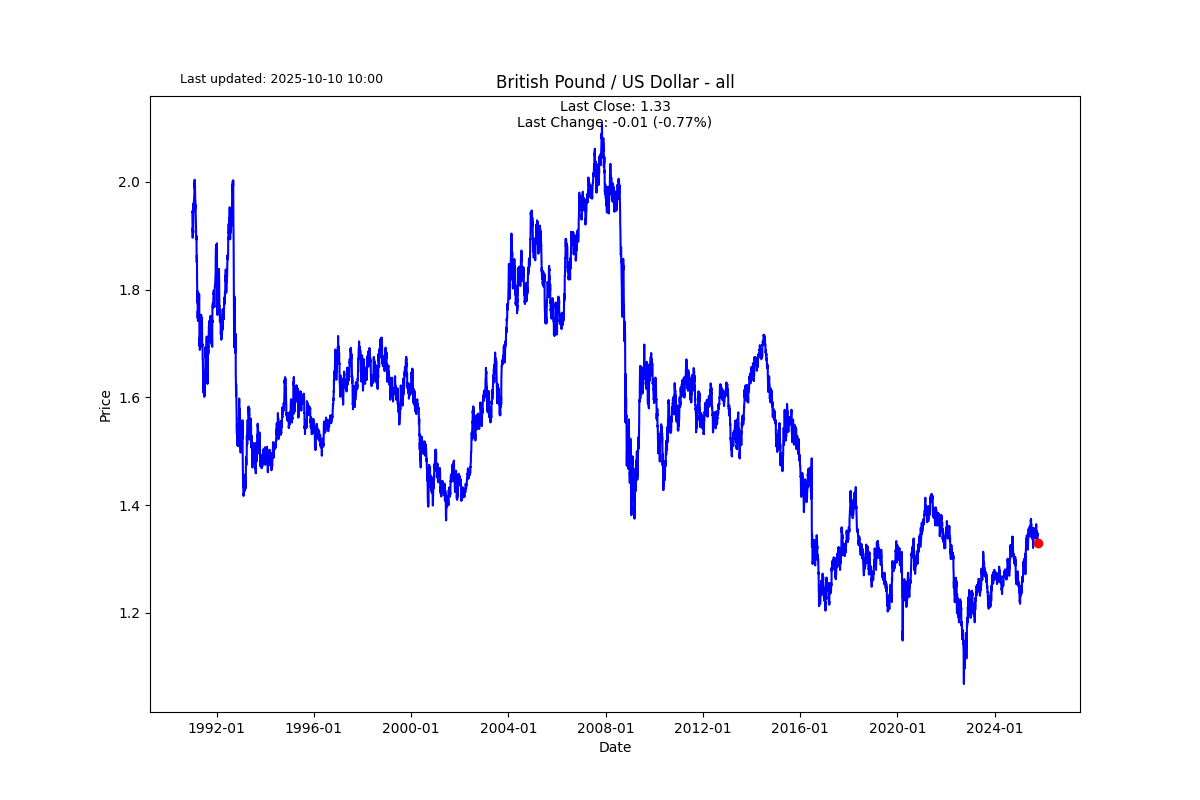 Last updated: 2025-10-10 10:00
British Pound / US Dollar - all
Last Close: 1.33
Last Change: -0.01 (-0.77%)
Price
2.0
1.8
1.6
1.4
1.2
1992-01
1996-01
2000-01
2004-01
2008-01
2012-01
2016-01
2020-01
2024-01
Date